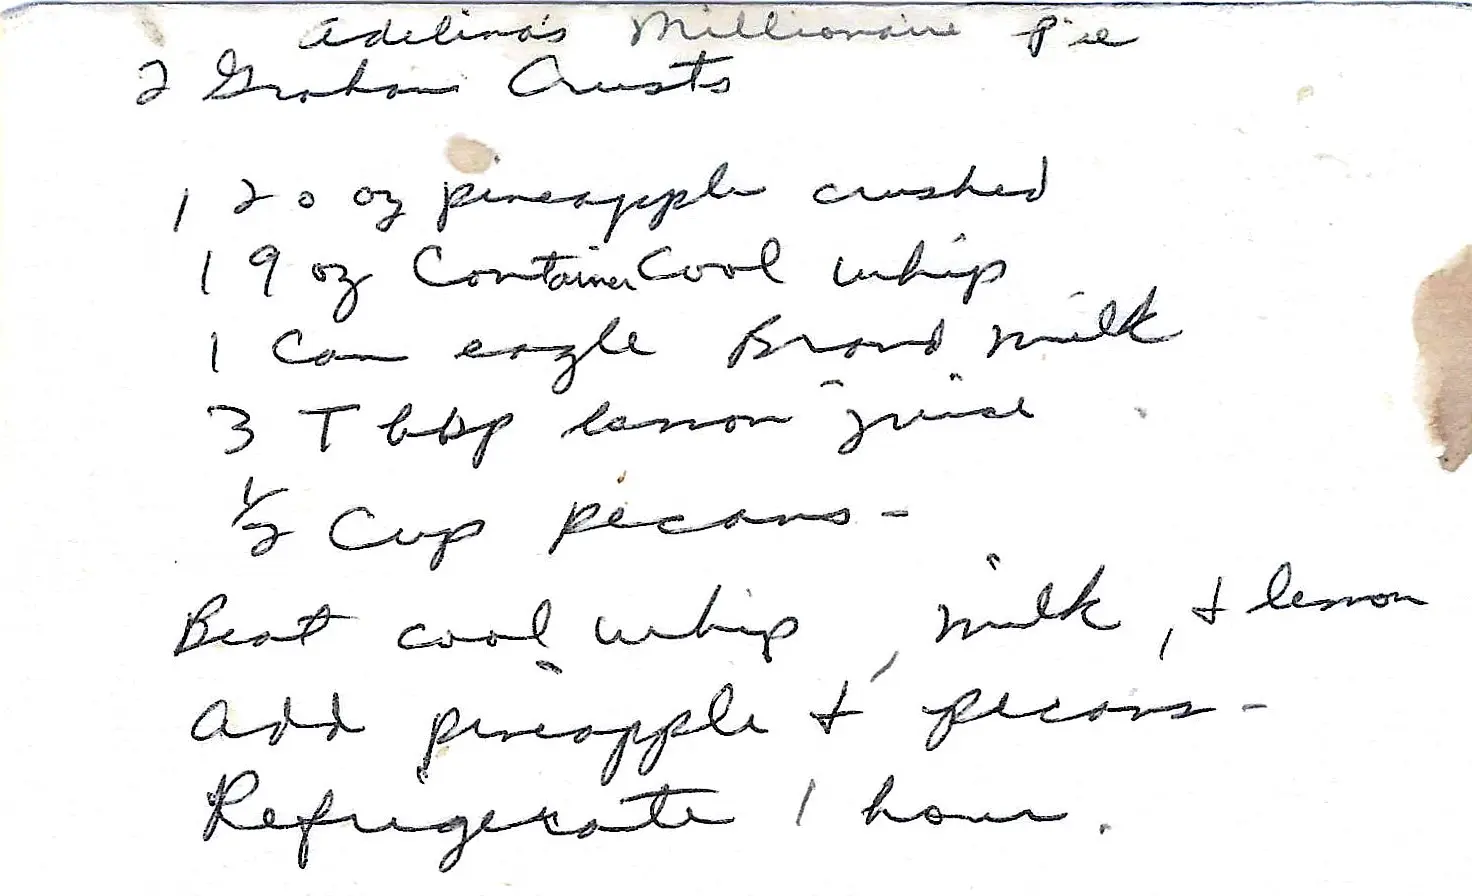 Adelina's Millionaire Pie
2 Graham Crusts
1 20 oz pineapple crushed
1 9 oz Container Cool whip
1 Can eagle Brand milk
3 Tbbsp lemon juice
1/2 Cup pecans -
Beat cool whip, milk, & lemon
Add pineapple & pecans -
Refrigerate 1 hour.